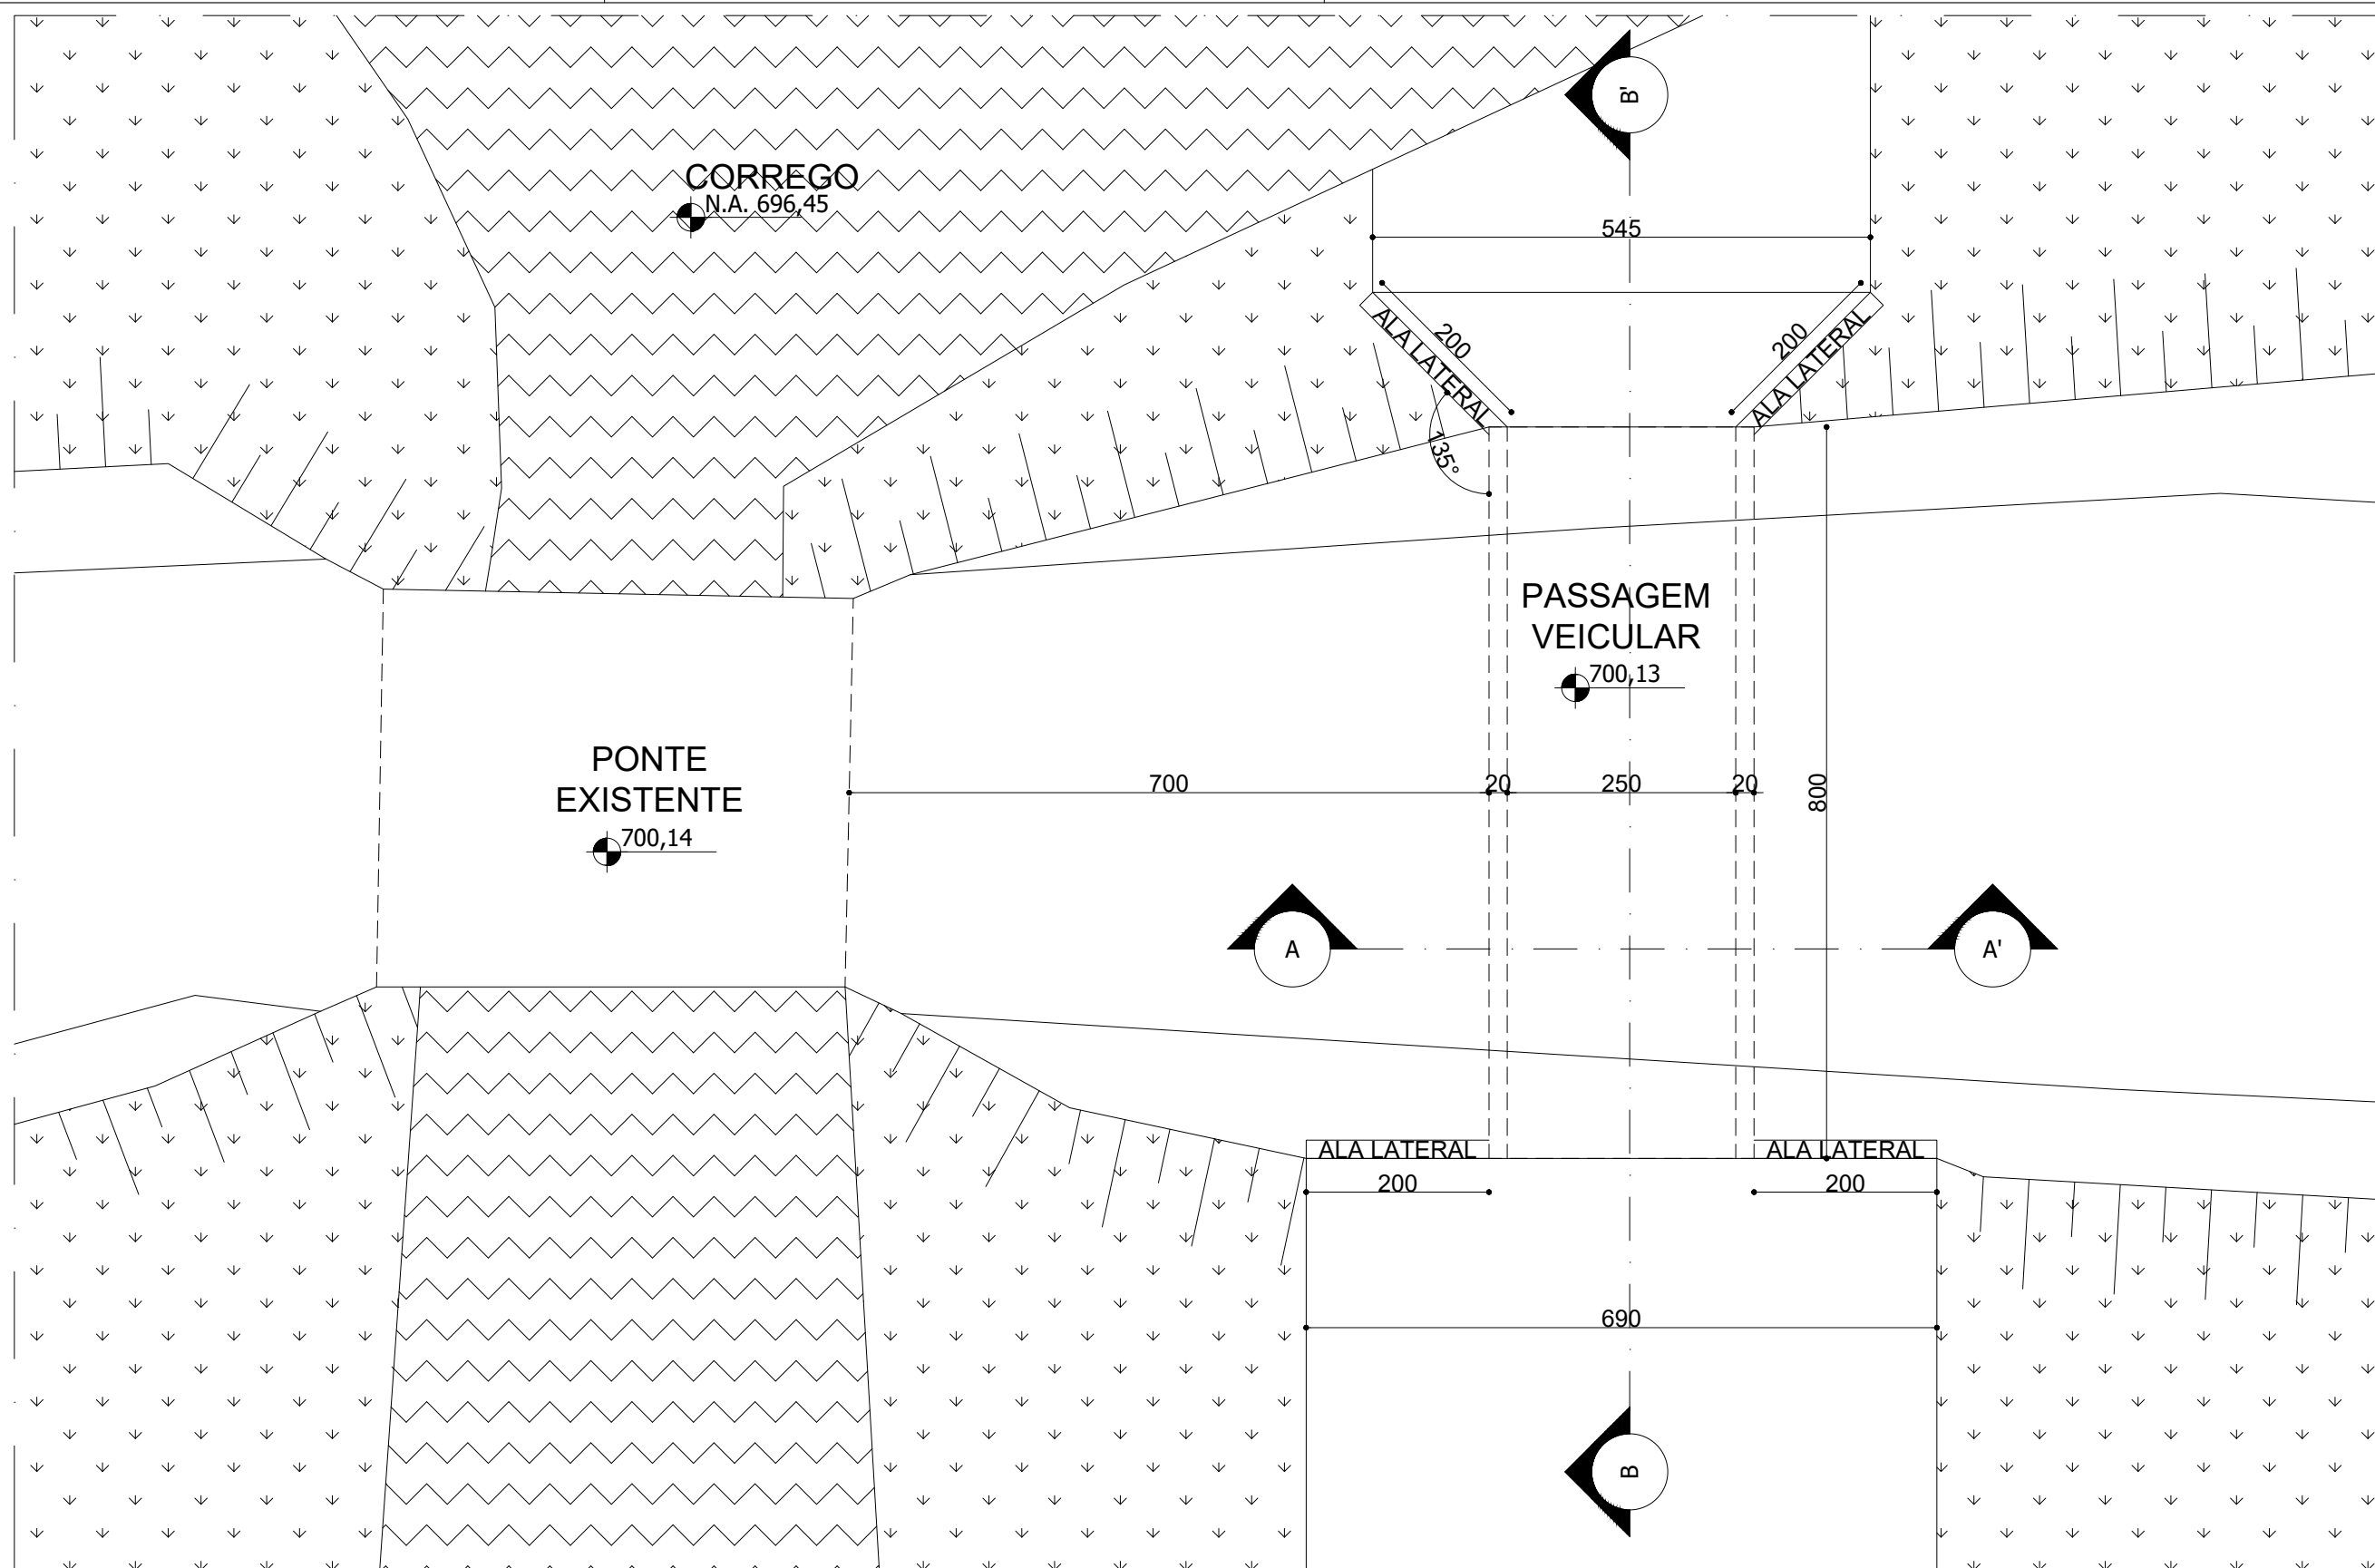 B'
CORREGO
N.A. 696,45
545
200
ALA LATERAL
200
ALA LATERAL
135°
PASSAGEM
VEICULAR
700,13
PONTE
EXISTENTE
700,14
700
20
250
20
800
A
A'
ALA LATERAL
ALA LATERAL
200
200
690
B